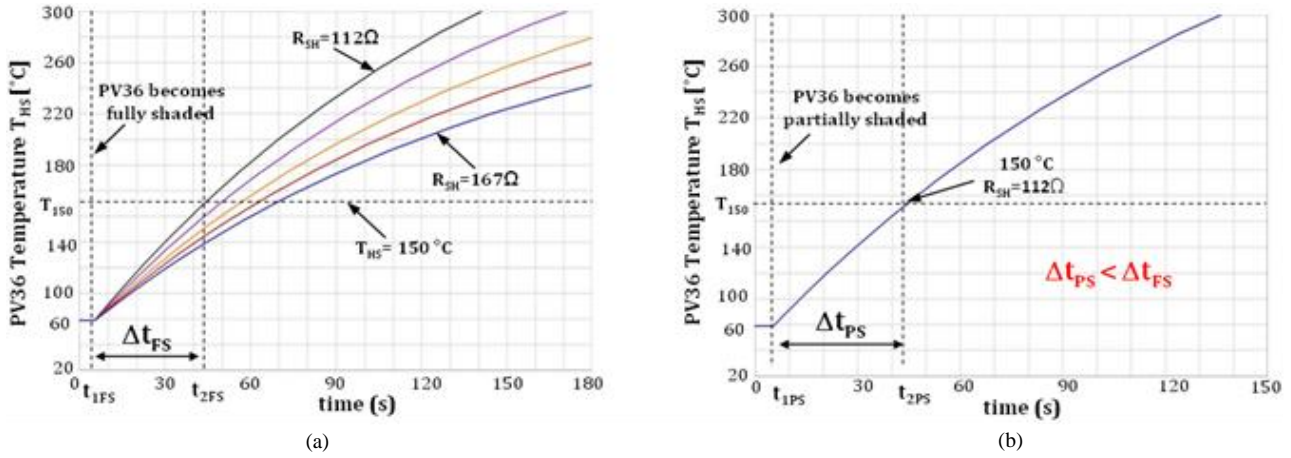 300
260
220
180
T150
140
100
60
20
PV36 Temperature THS [°C]
RSH=112Ω
PV36 becomes
fully shaded
RSH=167Ω
THS= 150 °C
ΔtFS
0 30 60 90 120 150 180
t1FS t2FS
time (s)
(a)
300
260
220
180
T150
140
100
60
20
PV36 Temperature THS [°C]
PV36 becomes
partially shaded
150 °C
RSH=112Ω
ΔtPS < ΔtFS
ΔtPS
0 30 60 90 120 150
t1PS t2PS
time (s)
(b)